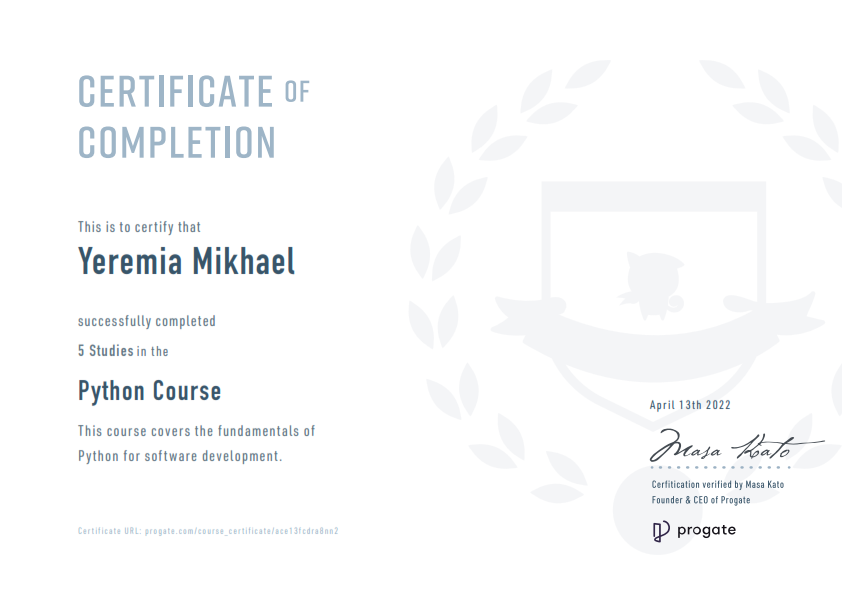 CERTIFICATE OF
COMPLETION
This is to certify that
Yeremia Mikhael
successfully completed
5 Studies in the
Python Course
This course covers the fundamentals of
Python for software development.
April 13th 2022
Masa Kato
Cerfitication verified by Masa Kato
Founder & CEO of Progate
progate
Certificate URL: progate.com/course_certificate/ace13fcdra8on2